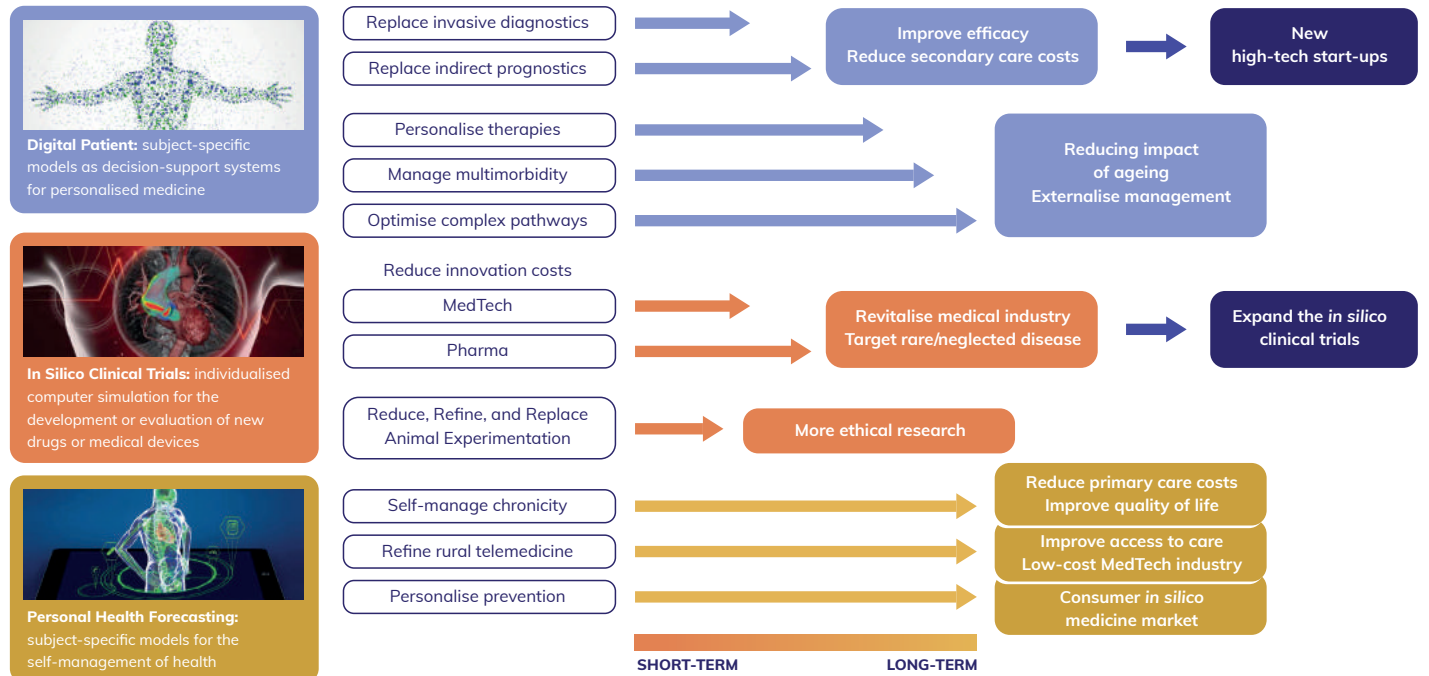 Digital Patient: subject-specific
models as decision-support systems
for personalised medicine
Replace invasive diagnostics
Replace indirect prognostics
Improve efficacy
Reduce secondary care costs
New
high-tech start-ups
Personalise therapies
Manage multimorbidity
Optimise complex pathways
Reducing impact
of ageing
Externalise management
In Silico Clinical Trials: individualised
computer simulation for the
development or evaluation of new
drugs or medical devices
Reduce innovation costs
MedTech
Pharma
Revitalise medical industry
Target rare/neglected disease
Expand the in silico
clinical trials
Reduce, Refine, and Replace
Animal Experimentation
More ethical research
Personal Health Forecasting:
subject-specific models for the
self-management of health
Self-manage chronicity
Refine rural telemedicine
Personalise prevention
Reduce primary care costs
Improve quality of life
Improve access to care
Low-cost MedTech industry
Consumer in silico
medicine market
SHORT-TERM
LONG-TERM